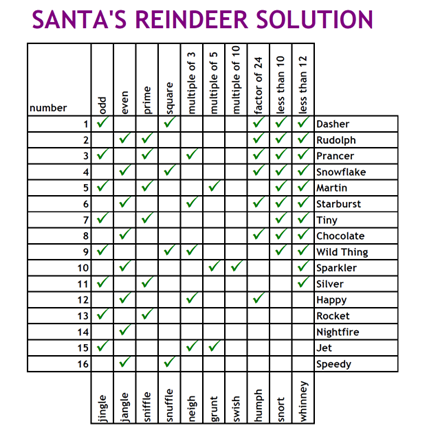 SANTA'S REINDEER SOLUTION
number odd even prime square multiple of 3 multiple of 5 multiple of 10 factor of 24 less than 10 less than 12
1 ✓ ✓ ✓ ✓ ✓ Dasher
2 ✓ ✓ ✓ ✓ ✓ Rudolph
3 ✓ ✓ ✓ ✓ ✓ ✓ Prancer
4 ✓ ✓ ✓ ✓ ✓ Snowflake
5 ✓ ✓ ✓ ✓ ✓ Martin
6 ✓ ✓ ✓ ✓ ✓ Starburst
7 ✓ ✓ ✓ ✓ Tiny
8 ✓ ✓ ✓ ✓ Chocolate
9 ✓ ✓ ✓ ✓ ✓ Wild Thing
10 ✓ ✓ ✓ ✓ Sparkler
11 ✓ ✓ ✓ Silver
12 ✓ ✓ ✓ Happy
13 ✓ ✓ Rocket
14 ✓ Nightfire
15 ✓ ✓ ✓ Jet
16 ✓ ✓ Speedy
jingle jangle sniffle snuffle neigh grunt swish humph snort whinney